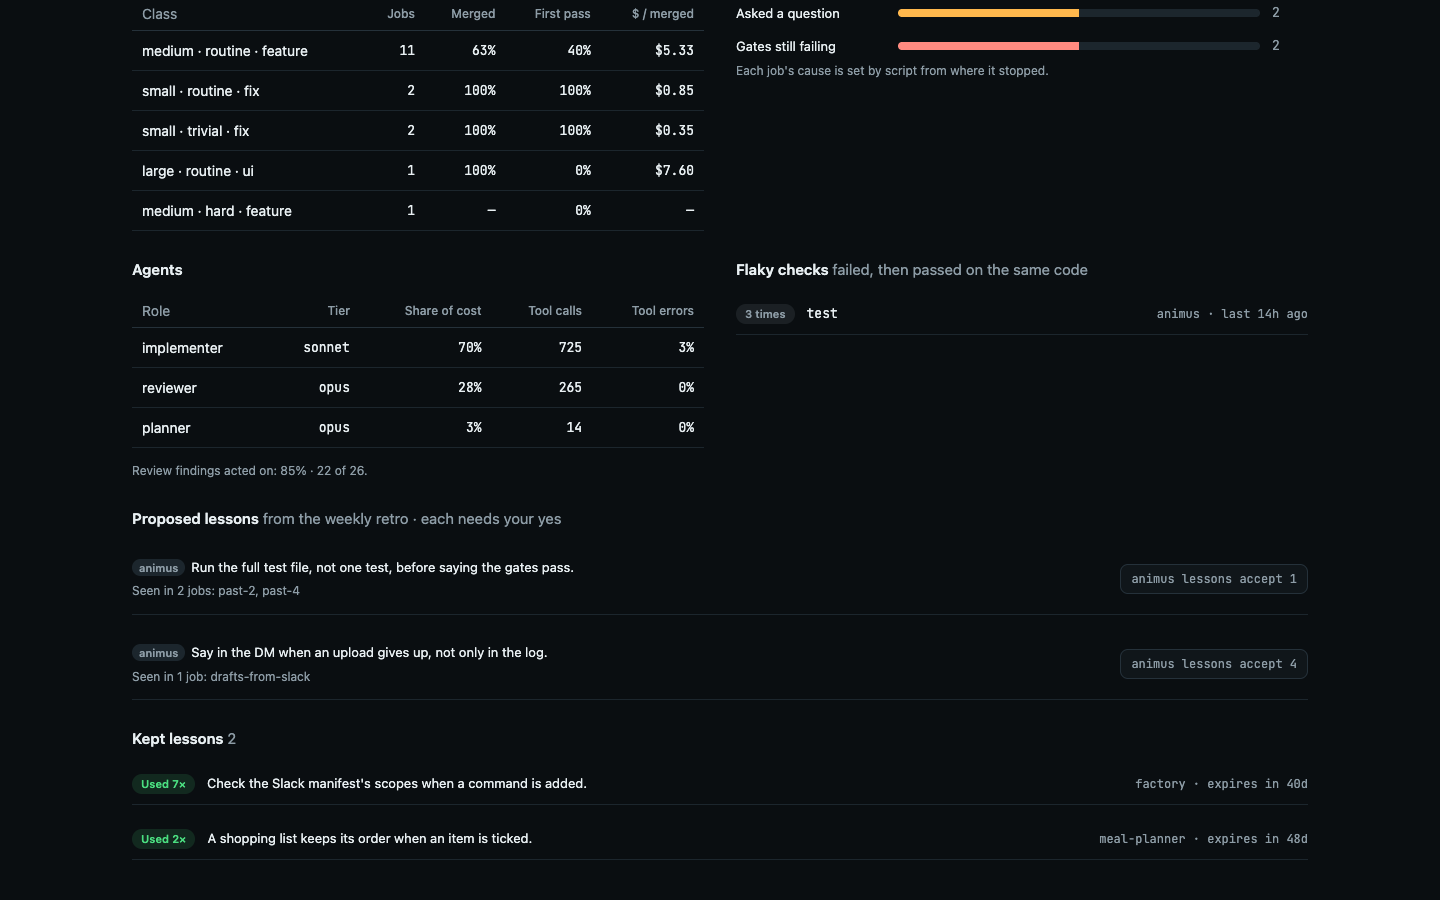 Class Jobs Merged First pass $ / merged
medium · routine · feature 11 63% 40% $5.33
small · routine · fix 2 100% 100% $0.85
small · trivial · fix 2 100% 100% $0.35
large · routine · ui 1 100% 0% $7.60
medium · hard · feature 1 — 0% —
Asked a question 2
Gates still failing 2
Each job's cause is set by script from where it stopped.
Agents
Role Tier Share of cost Tool calls Tool errors
implementer sonnet 70% 725 3%
reviewer opus 28% 265 0%
planner opus 3% 14 0%
Review findings acted on: 85% · 22 of 26.
Flaky checks failed, then passed on the same code
3 times test animus · last 14h ago
Proposed lessons from the weekly retro · each needs your yes
animus Run the full test file, not one test, before saying the gates pass.
Seen in 2 jobs: past-2, past-4
animus lessons accept 1
animus Say in the DM when an upload gives up, not only in the log.
Seen in 1 job: drafts-from-slack
animus lessons accept 4
Kept lessons 2
Used 7× Check the Slack manifest's scopes when a command is added. factory · expires in 40d
Used 2× A shopping list keeps its order when an item is ticked. meal-planner · expires in 48d